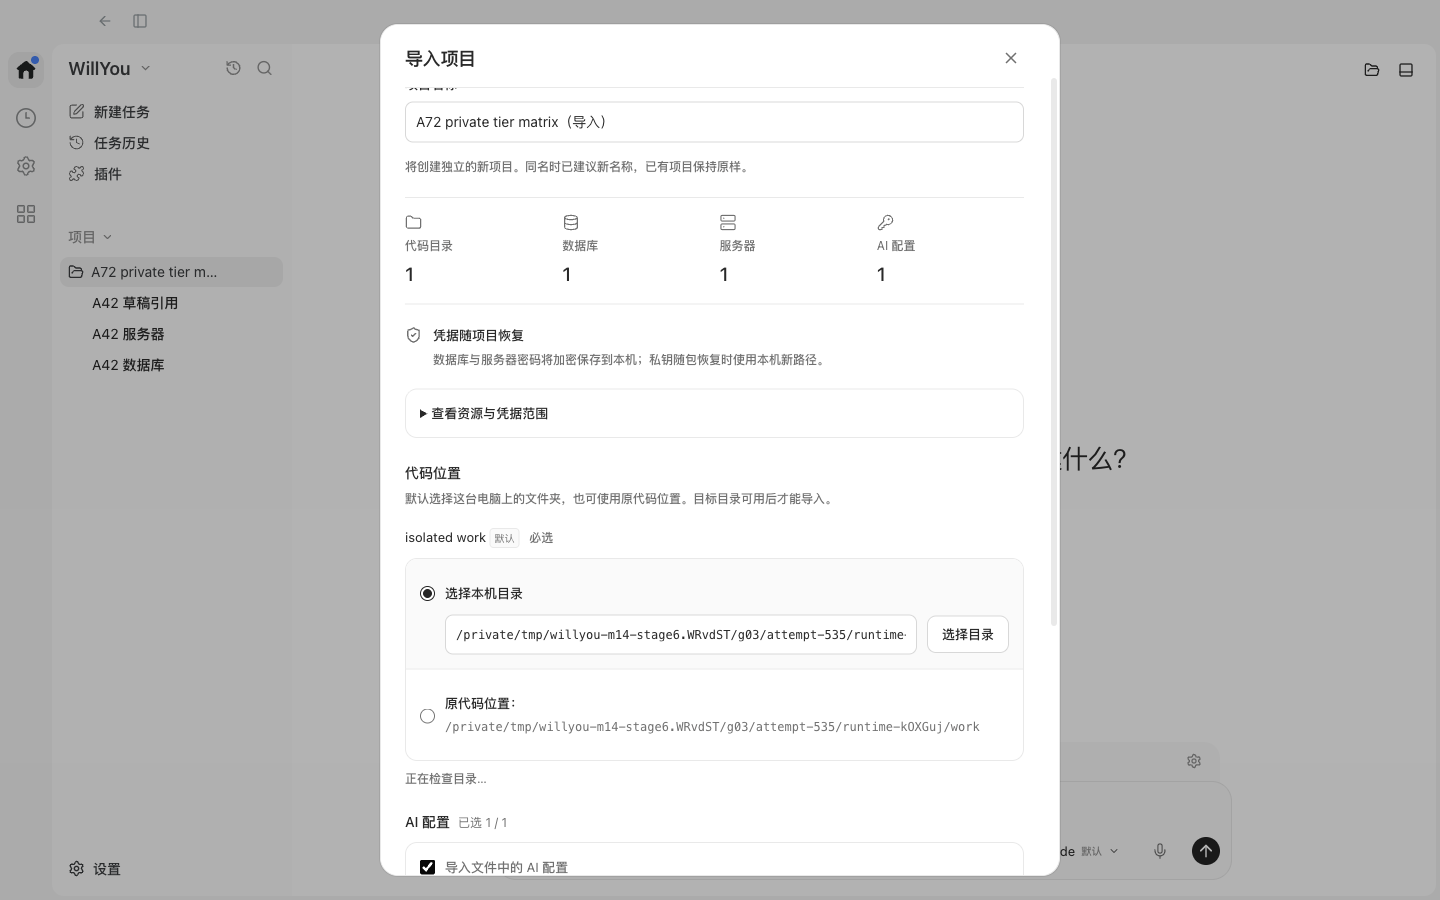 WillYou
新建任务
任务历史
插件
项目
A72 private tier m...
A42 草稿引用
A42 服务器
A42 数据库
设置
导入项目
项目名称
A72 private tier matrix（导入）
将创建独立的新项目。同名时已建议新名称，已有项目保持原样。
代码目录
1
数据库
1
服务器
1
AI 配置
1
凭据随项目恢复
数据库与服务器密码将加密保存到本机；私钥随包恢复时使用本机新路径。
查看资源与凭据范围
代码位置
默认选择这台电脑上的文件夹，也可使用原代码位置。目标目录可用后才能导入。
isolated work 默认 必选
选择本机目录
/private/tmp/willyou-m14-stage6.WRvdST/g03/attempt-535/runtime-
选择目录
原代码位置：
/private/tmp/willyou-m14-stage6.WRvdST/g03/attempt-535/runtime-kOXGuj/work
正在检查目录...
AI 配置 已选 1 / 1
导入文件中的 AI 配置
什么?
de 默认